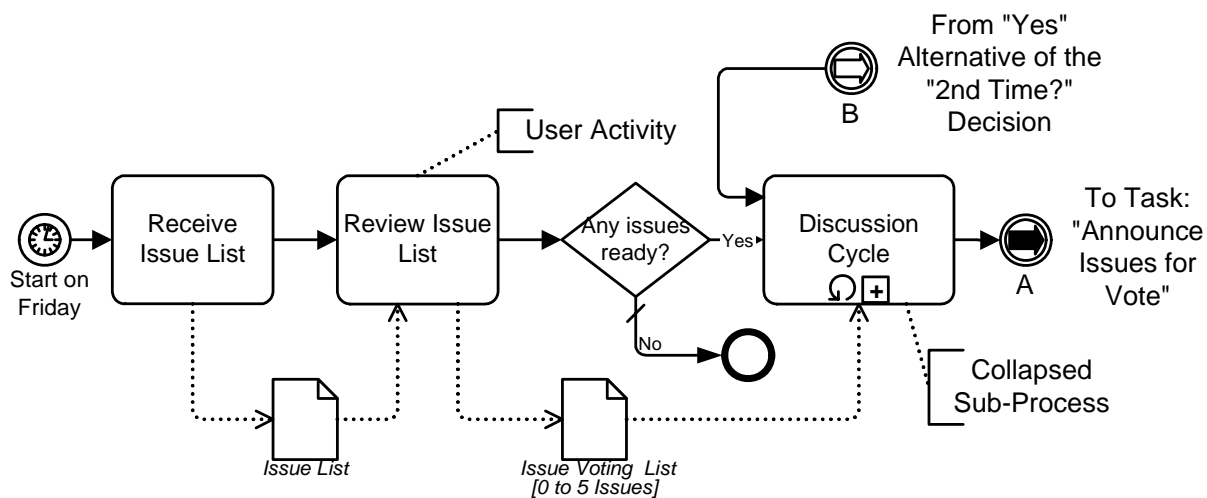 From "Yes"
Alternative of the
"2nd Time?"
Decision
B
User Activity
Start on
Friday
Receive
Issue List
Review Issue
List
Any issues
ready?
Yes
No
Discussion
Cycle
+
A
To Task:
"Announce
Issues for
Vote"
Collapsed
Sub-Process
Issue List
Issue Voting List
[0 to 5 Issues]